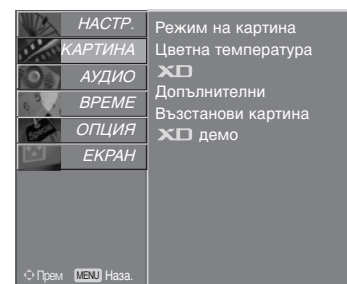 НАСТР.
КАРТИНА
АУДИО
ВРЕМЕ
ОПЦИЯ
ЕКРАН
Режим на картина
Цветна температура
XD
Допълнителни
Възстанови картина
XD демо
Прем MENU Наза.